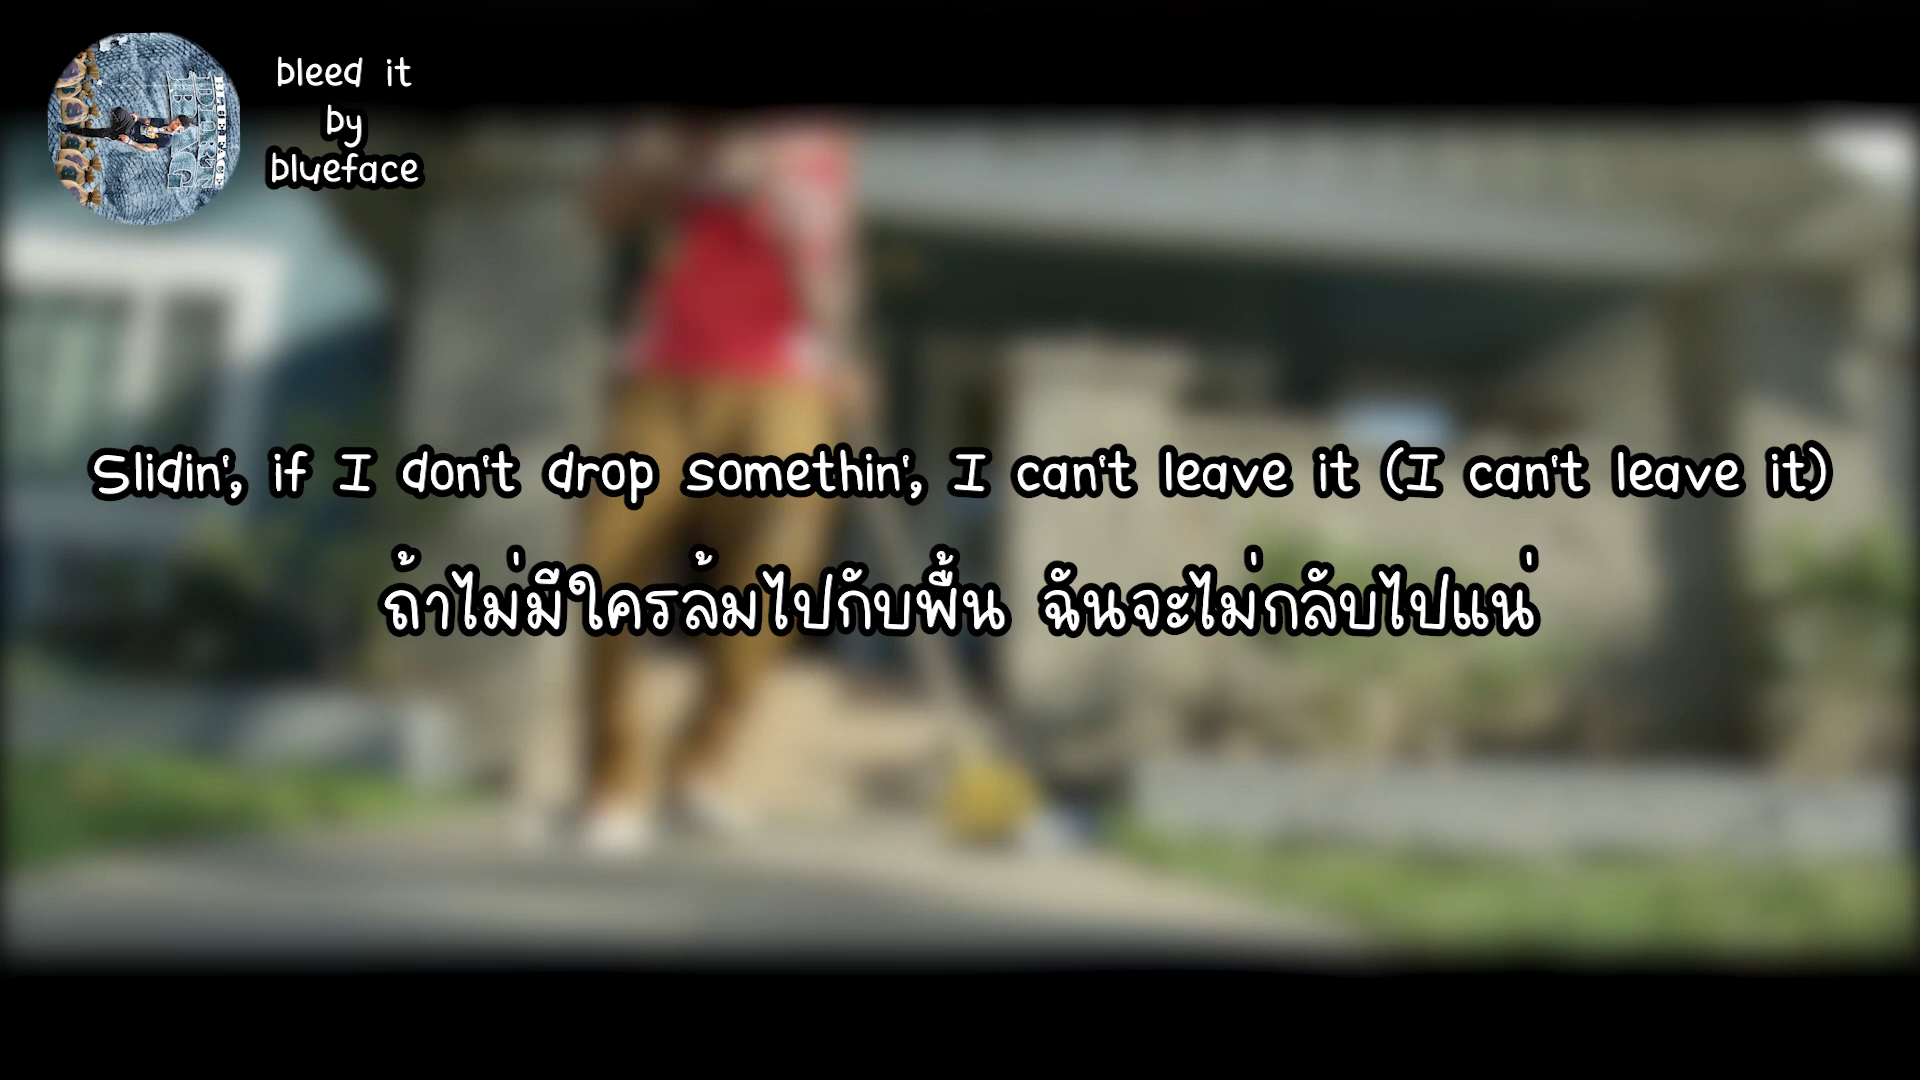 bleed it
by
blueface
BLUEFACE
Slidin', if I don't drop somethin', I can't leave it (I can't leave it)
ถ้าไม่มีใครล้มไปกับพื้น ฉันจะไม่กลับไปแน่